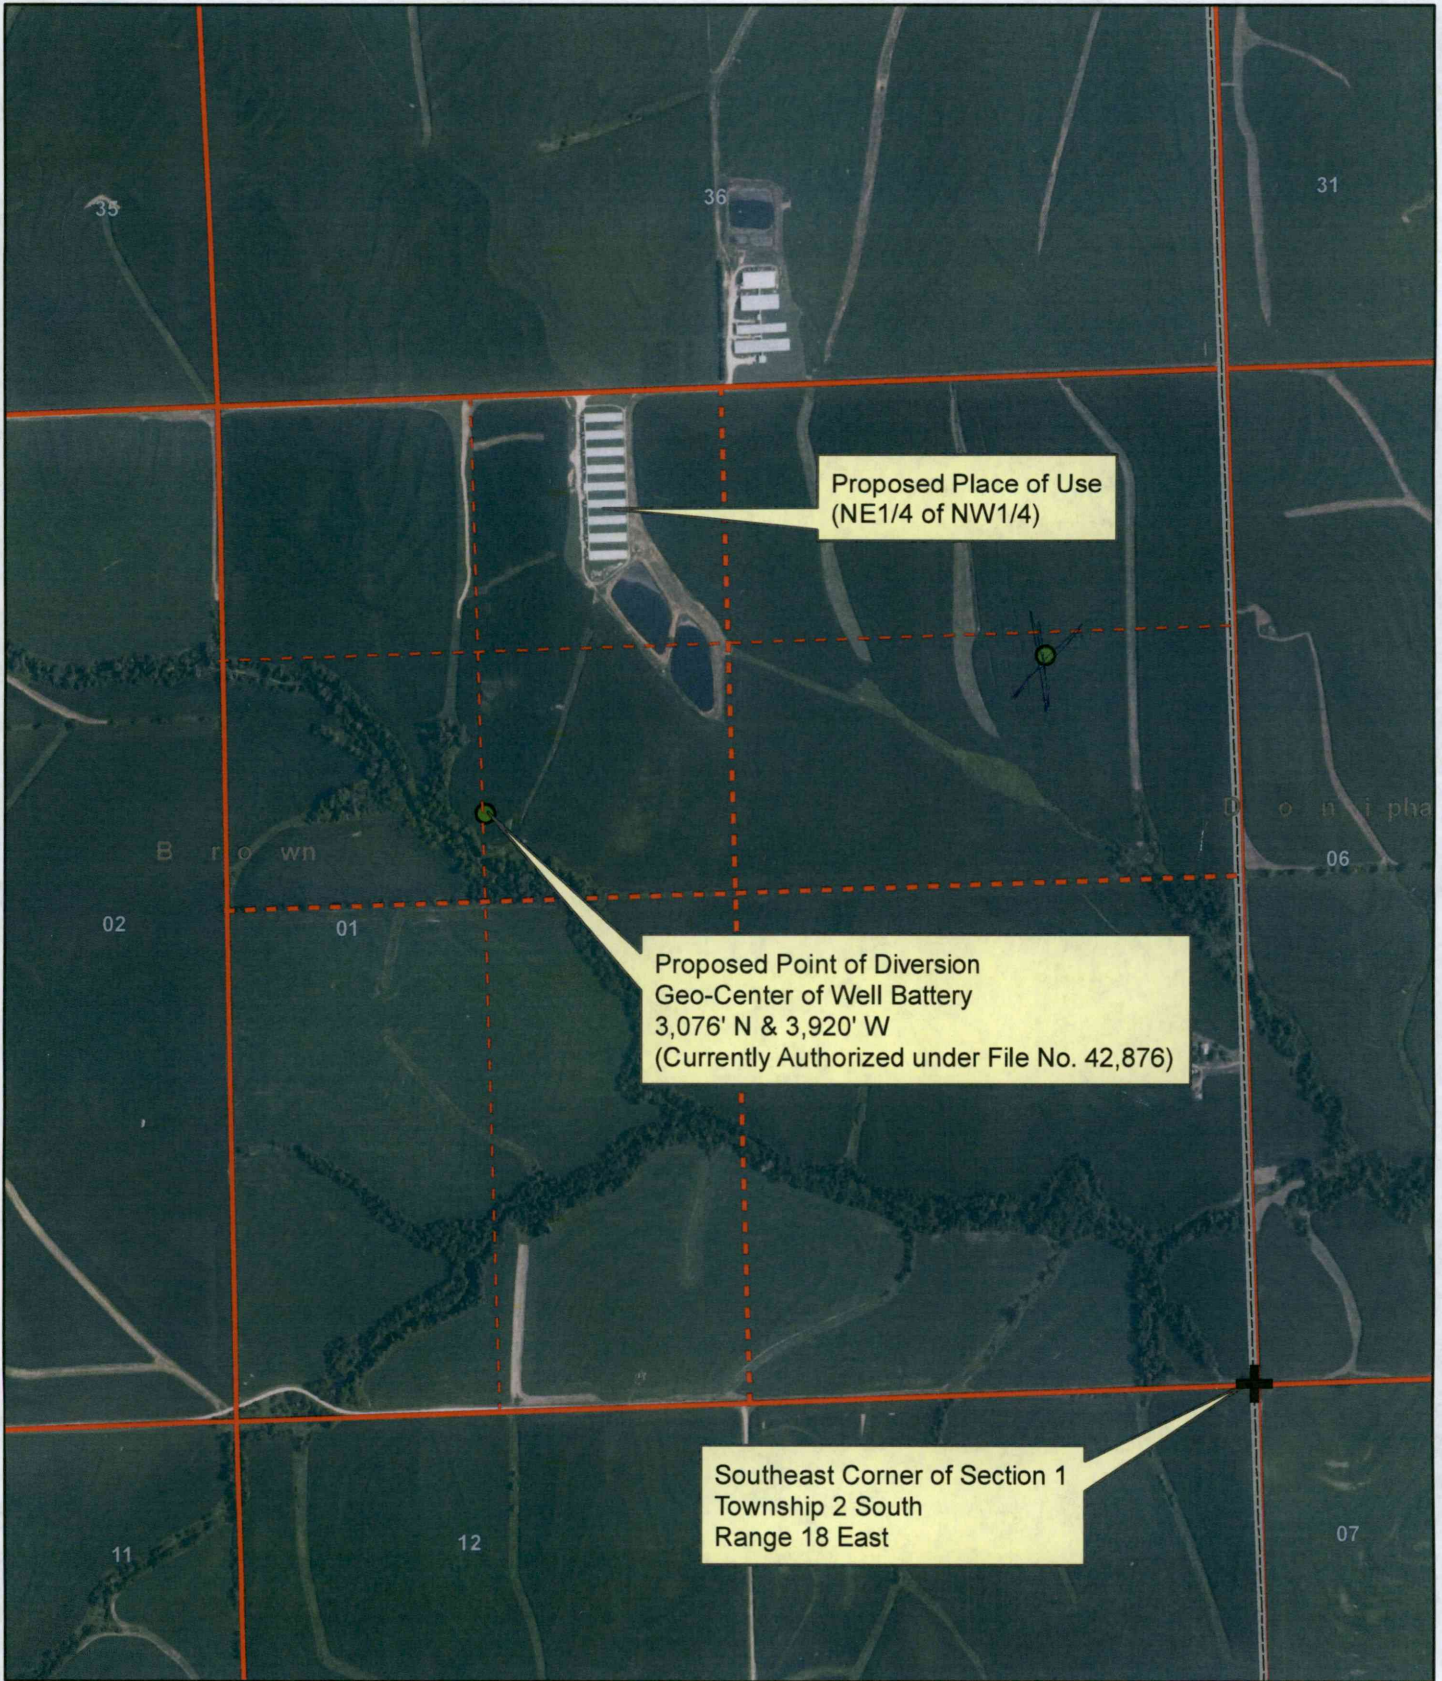 31
36
35
Proposed Place of Use
(NE1/4 of NW1/4)
Donipha
Brown
06
02
01
Proposed Point of Diversion
Geo-Center of Well Battery
3,076' N & 3,920' W
(Currently Authorized under File No. 42,876)
Southeast Corner of Section 1
Township 2 South
Range 18 East
07
12
11